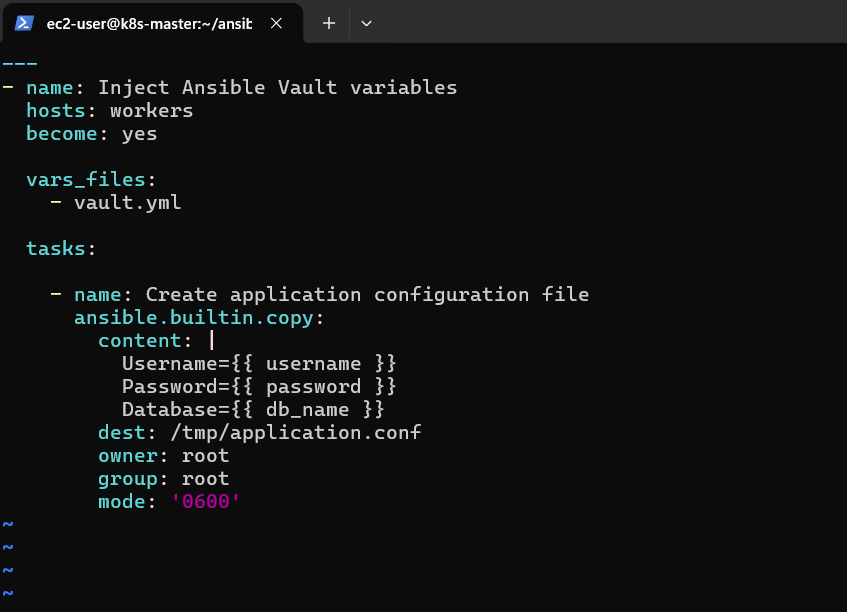 ec2-user@k8s-master:~/ansib
---
- name: Inject Ansible Vault variables
  hosts: workers
  become: yes

  vars_files:
    - vault.yml

  tasks:

    - name: Create application configuration file
      ansible.builtin.copy:
        content: |
          Username={{ username }}
          Password={{ password }}
          Database={{ db_name }}
        dest: /tmp/application.conf
        owner: root
        group: root
        mode: '0600'
~
~
~
~